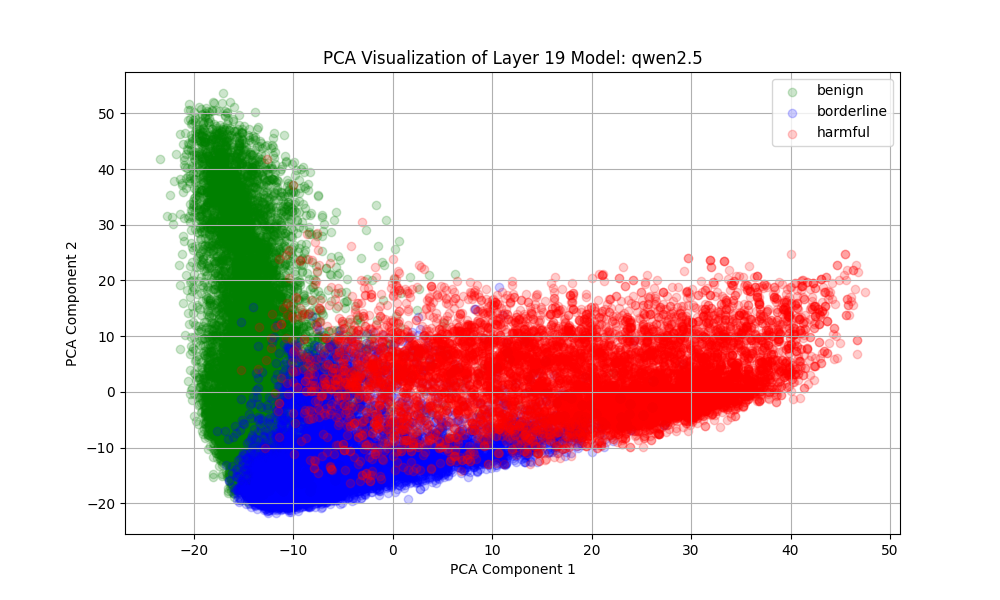 PCA Visualization of Layer 19 Model: qwen2.5
benign
borderline
harmful
PCA Component 2
50
40
30
20
10
0
−10
−20
−20
−10
0
10
20
30
40
50
PCA Component 1